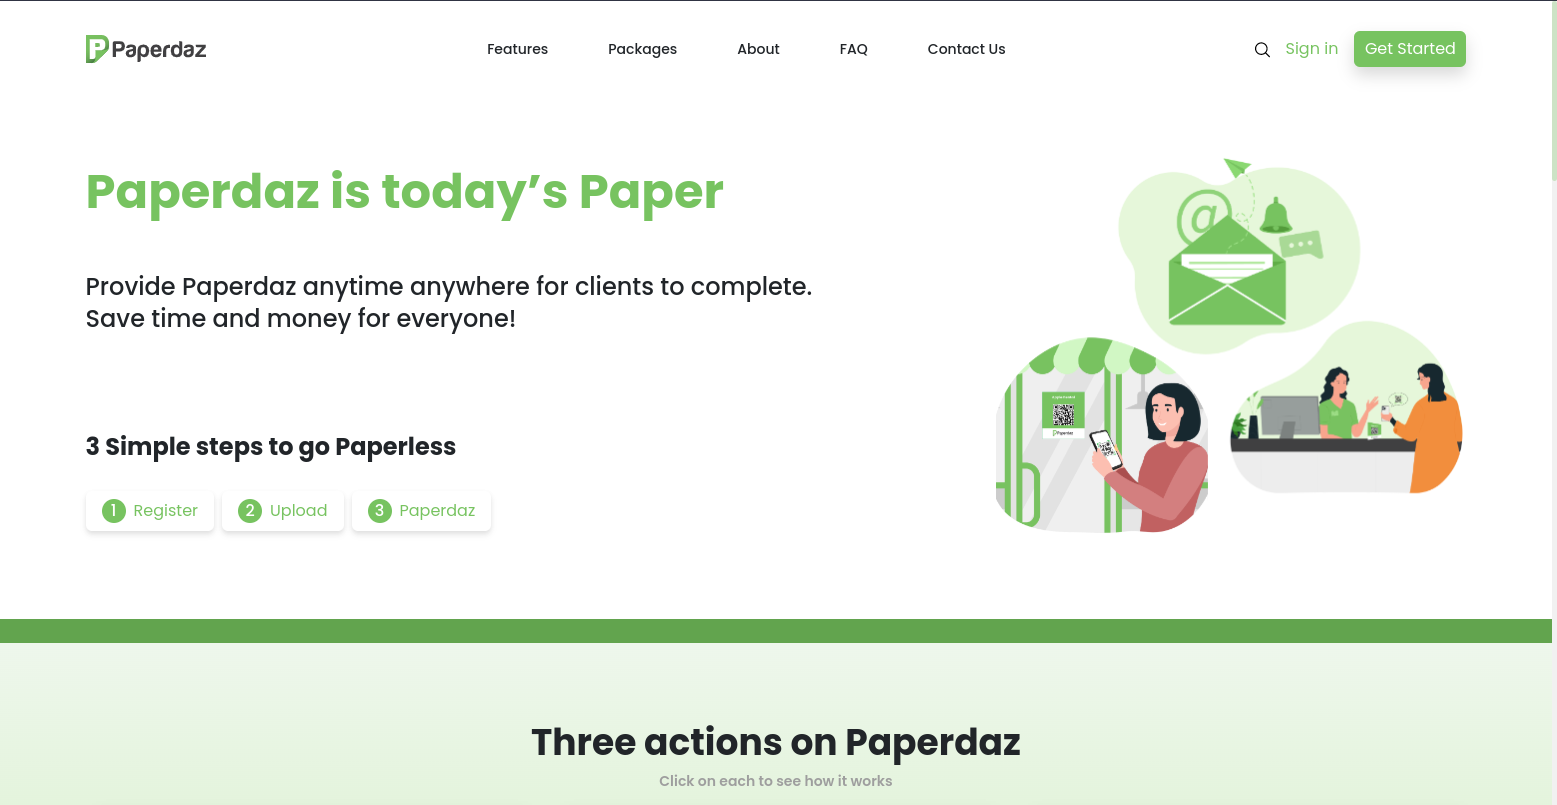 Paperdaz
Features
Packages
About
FAQ
Contact Us
Sign in
Get Started
Paperdaz is today’s Paper
Provide Paperdaz anytime anywhere for clients to complete.
Save time and money for everyone!
3 Simple steps to go Paperless
1 Register
2 Upload
3 Paperdaz
@
Paperdaz
Three actions on Paperdaz
Click on each to see how it works